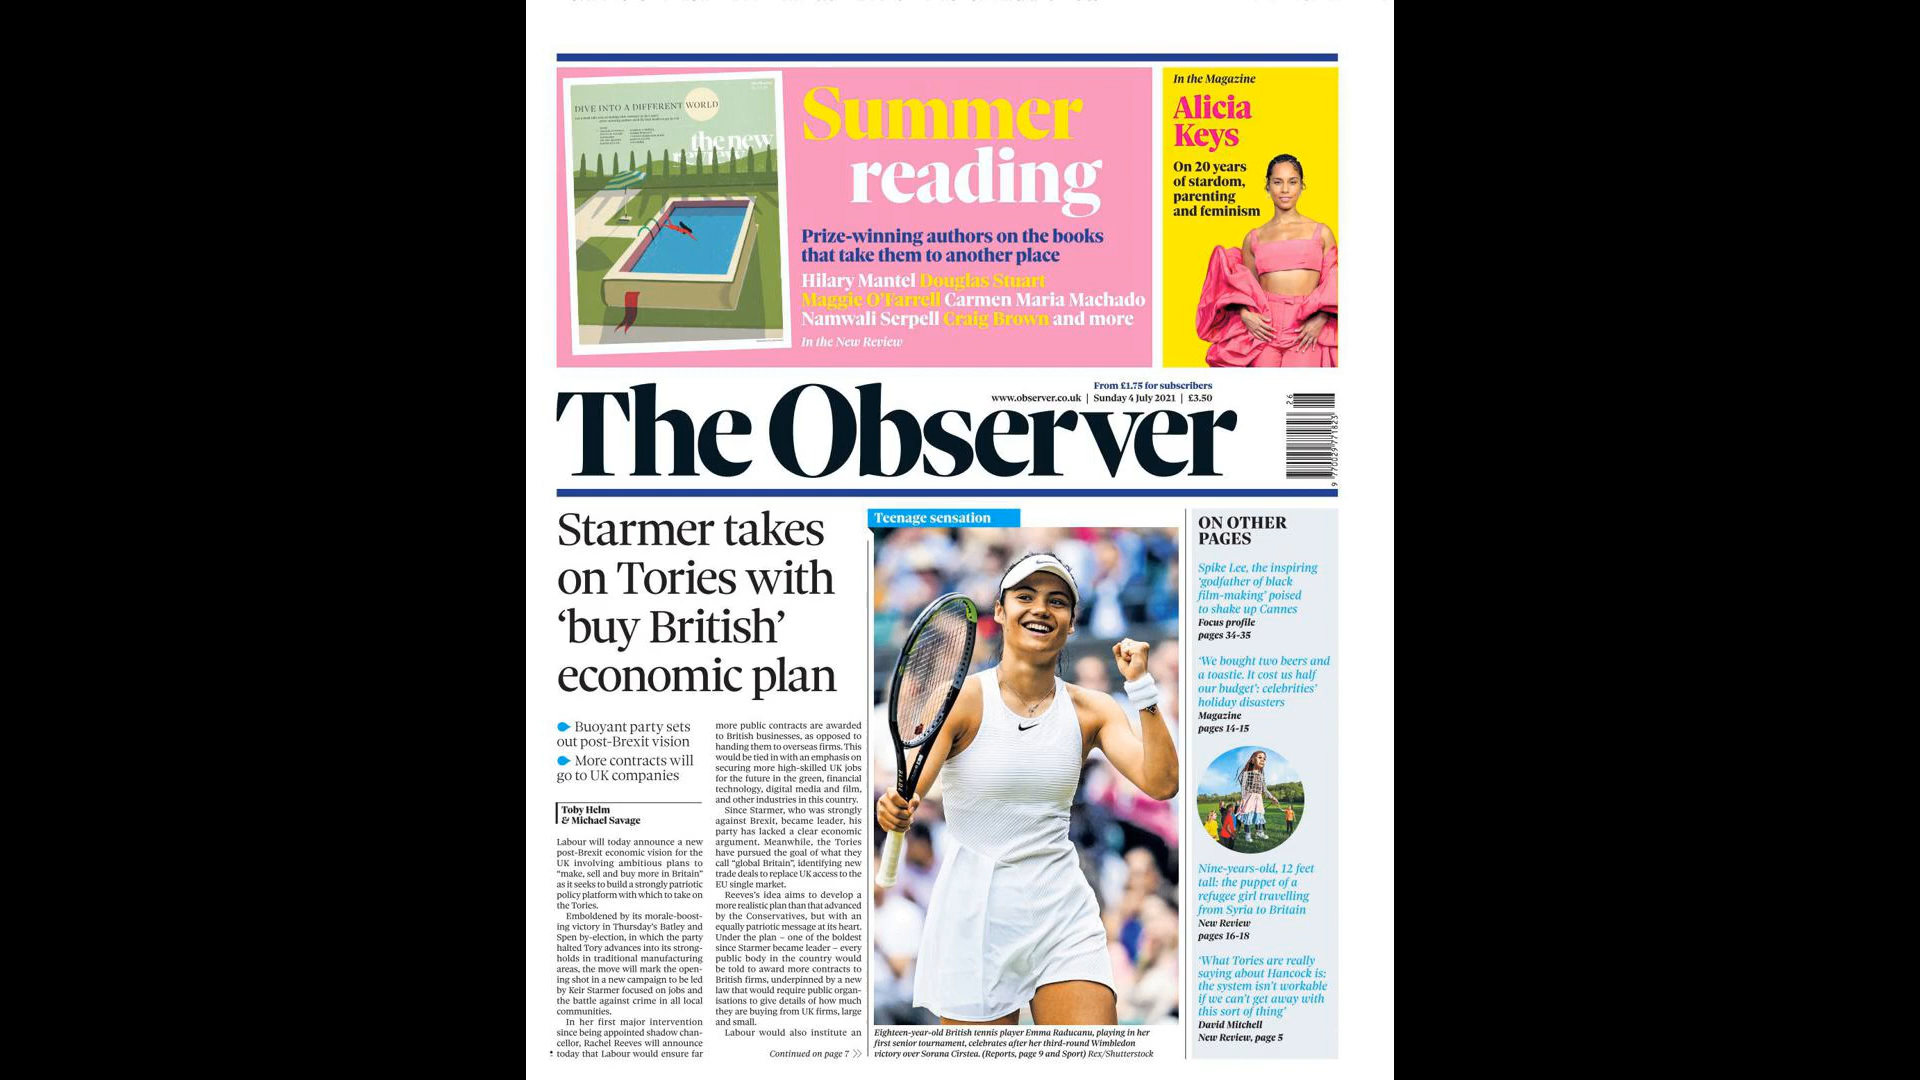 DIVE INTO A DIFFERENT WORLD
the new
Summer
reading
Prize-winning authors on the books
that take them to another place
Hilary Mantel Douglas Stuart
Maggie O'Farrell Carmen Maria Machado
Namwali Serpell Craig Brown and more
In the New Review
In the Magazine
Alicia
Keys
On 20 years
of stardom,
parenting
and feminism
From £1.75 for subscribers
www.observer.co.uk | Sunday 4 July 2021 | £3.50
The Observer
26
9 770029 771823
Starmer takes
on Tories with
‘buy British’
economic plan
Buoyant party sets
out post-Brexit vision
More contracts will
go to UK companies
Toby Helm
& Michael Savage
Labour will today announce a new
post-Brexit economic vision for the
UK involving ambitious plans to
“make, sell and buy more in Britain”
as it seeks to build a strongly patriotic
policy platform with which to take on
the Tories.
Emboldened by its morale-boost-
ing victory in Thursday's Batley and
Spen by-election, in which the party
halted Tory advances into its strong-
holds in traditional manufacturing
areas, the move will mark the open-
ing shot in a new campaign to be led
by Keir Starmer focused on jobs and
the battle against crime in all local
communities.
In her first major intervention
since being appointed shadow chan-
cellor, Rachel Reeves will announce
today that Labour would ensure far
more public contracts are awarded
to British businesses, as opposed to
handing them to overseas firms. This
would be tied in with an emphasis on
securing more high-skilled UK jobs
for the future in the green, financial
technology, digital media and film,
and other industries in this country.
Since Starmer, who was strongly
against Brexit, became leader, his
party has lacked a clear economic
argument. Meanwhile, the Tories
have pursued the goal of what they
call “global Britain”, identifying new
trade deals to replace UK access to the
EU single market.
Reeves's idea aims to develop a
more realistic plan than that advanced
by the Conservatives, but with an
equally patriotic message at its heart.
Under the plan – one of the boldest
since Starmer became leader – every
public body in the country would
be told to award more contracts to
British firms, underpinned by a new
law that would require public organ-
isations to give details of how much
they are buying from UK firms, large
and small.
Labour would also institute an
Continued on page 7
Teenage sensation
Eighteen-year-old British tennis player Emma Raducanu, playing in her
first senior tournament, celebrates after her third-round Wimbledon
victory over Sorana Cirstea. (Reports, page 9 and Sport) Rex/Shutterstock
ON OTHER
PAGES
Spike Lee, the inspiring
‘godfather of black
film-making’ poised
to shake up Cannes
Focus profile
pages 34-35
‘We bought two beers and
a toastie. It cost us half
our budget’: celebrities’
holiday disasters
Magazine
pages 14-15
Nine-years-old, 12 feet
tall: the puppet of a
refugee girl travelling
from Syria to Britain
New Review
pages 16-18
‘What Tories are really
saying about Hancock is:
the system isn't workable
if we can't get away with
this sort of thing’
David Mitchell
New Review, page 5